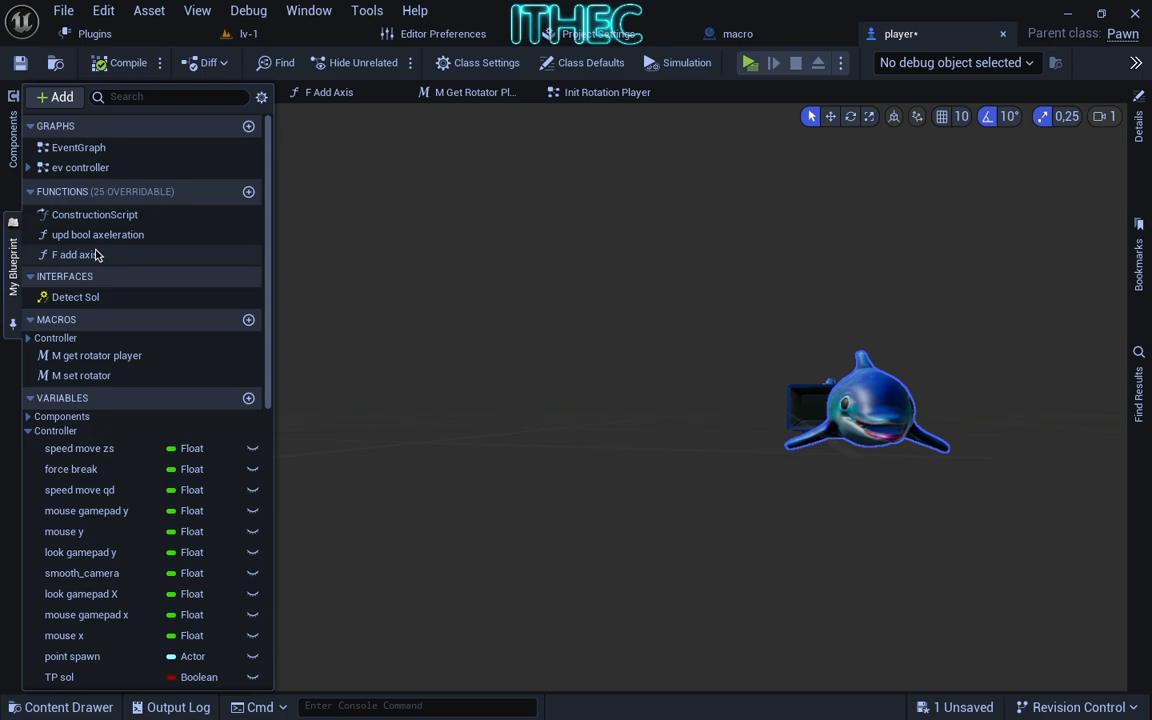 File Edit Asset View Debug Window Tools Help
ITHEC
Plugins lv-1 Editor Preferences Project Settings macro player* Parent class: Pawn
Compile Diff Find Hide Unrelated Class Settings Class Defaults Simulation No debug object selected
+ Add Search F Add Axis M Get Rotator Pl... Init Rotation Player
10 10° 0,25 1
Components
My Blueprint
Details
Bookmarks
Find Results
GRAPHS
EventGraph
ev controller
FUNCTIONS (25 OVERRIDABLE)
ConstructionScript
upd bool axeleration
F add axis
INTERFACES
Detect Sol
MACROS
Controller
M get rotator player
M set rotator
VARIABLES
Components
Controller
speed move zs Float
force break Float
speed move qd Float
mouse gamepad y Float
mouse y Float
look gamepad y Float
smooth_camera Float
look gamepad X Float
mouse gamepad x Float
mouse x Float
point spawn Actor
TP sol Boolean
Content Drawer Output Log Cmd Enter Console Command 1 Unsaved Revision Control